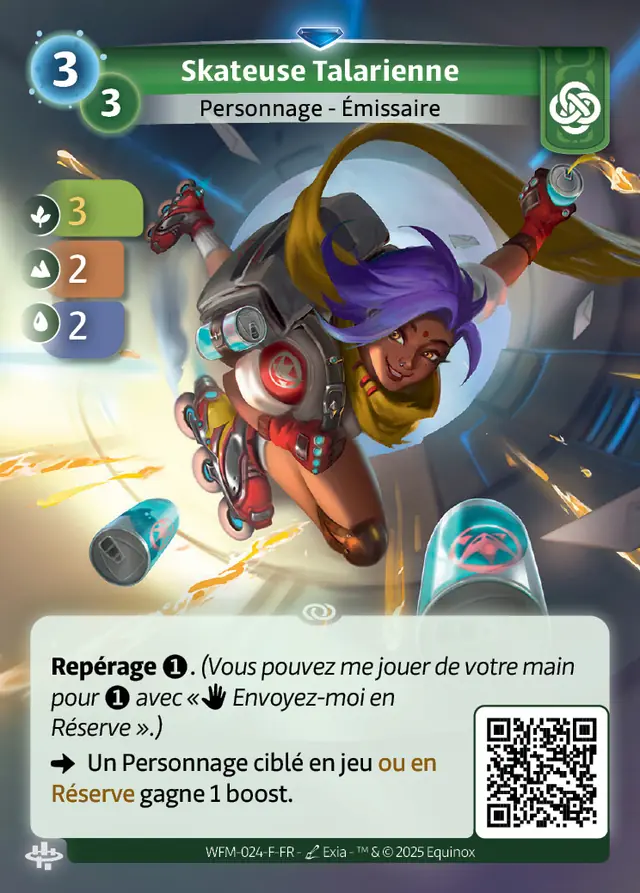 3
3
Skateuse Talarienne
Personnage - Émissaire
3
2
2
Repérage 1. (Vous pouvez me jouer de votre main
pour 1 avec « Envoyez-moi en
Réserve ».)
Un Personnage ciblé en jeu ou en
Réserve gagne 1 boost.
WFM-024-F-FR - Exia - ™ & © 2025 Equinox